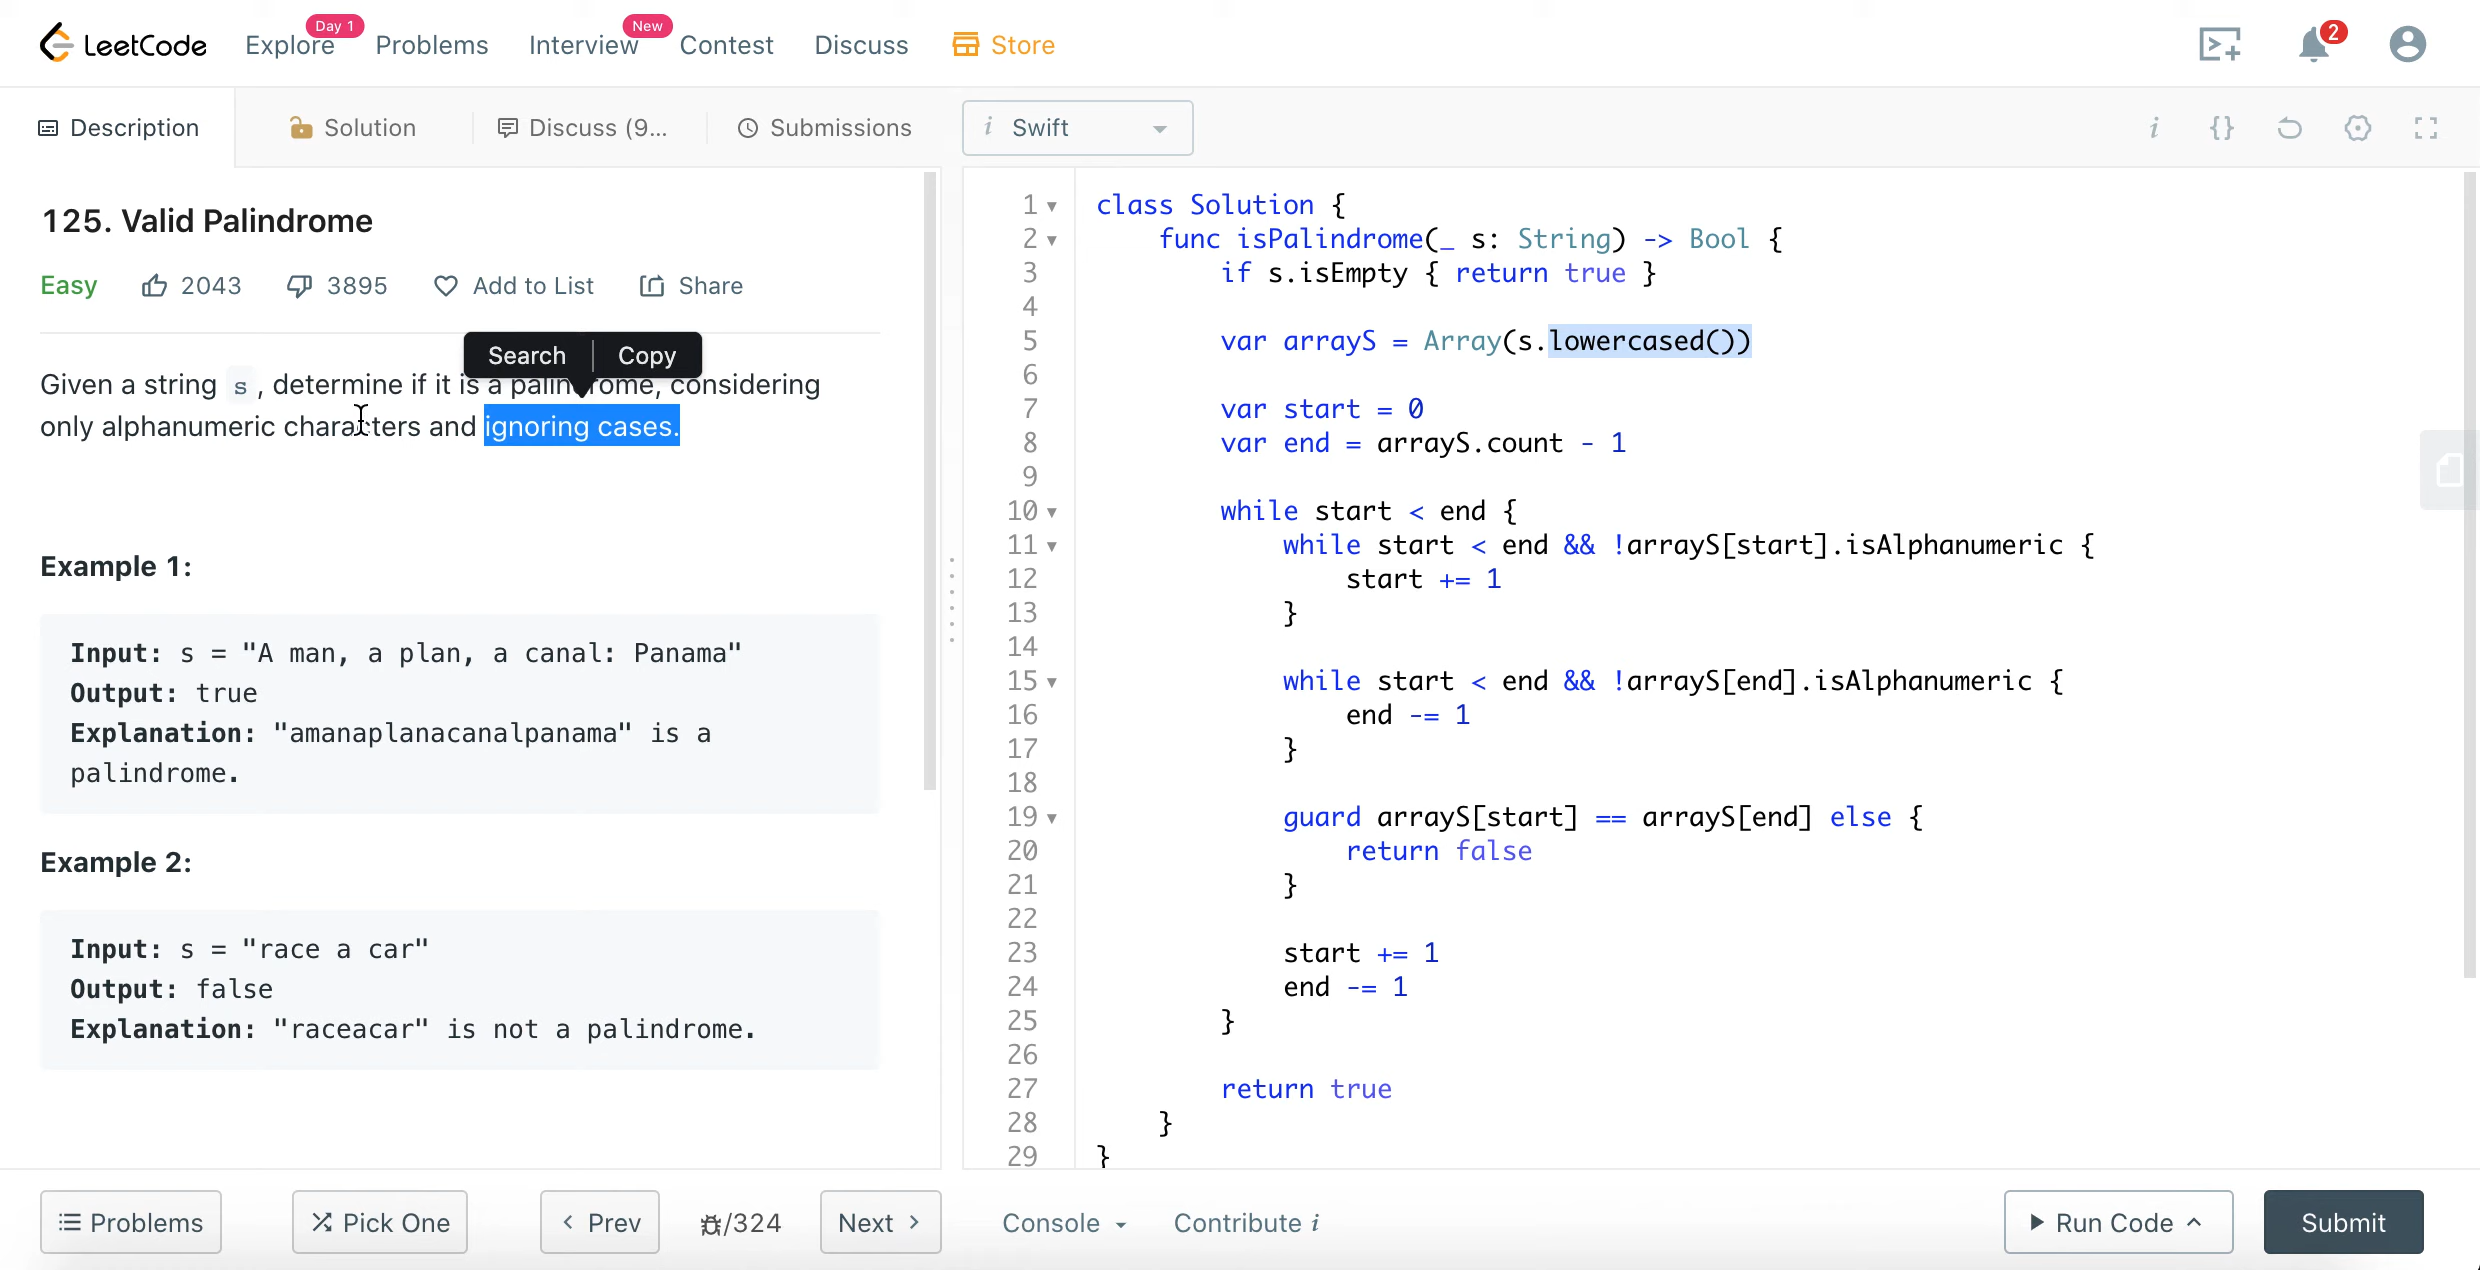 LeetCode
Explore Day 1 Problems Interview New Contest Discuss Store 2
Description Solution Discuss (9... Submissions
i Swift i {}
125. Valid Palindrome
Easy 2043 3895 Add to List Share
Search Copy
Given a string s, determine if it is a palindrome, considering
only alphanumeric characters and ignoring cases.
Example 1:
Input: s = "A man, a plan, a canal: Panama"
Output: true
Explanation: "amanaplanacanalpanama" is a
palindrome.
Example 2:
Input: s = "race a car"
Output: false
Explanation: "raceacar" is not a palindrome.
1 class Solution {
2 func isPalindrome(_ s: String) -> Bool {
3 if s.isEmpty { return true }
4
5 var arrayS = Array(s.lowercased())
6
7 var start = 0
8 var end = arrayS.count - 1
9
10 while start < end {
11 while start < end && !arrayS[start].isAlphanumeric {
12 start += 1
13 }
14
15 while start < end && !arrayS[end].isAlphanumeric {
16 end -= 1
17 }
18
19 guard arrayS[start] == arrayS[end] else {
20 return false
21 }
22
23 start += 1
24 end -= 1
25 }
26
27 return true
28 }
29 }
Problems Pick One < Prev /324 Next > Console Contribute i Run Code Submit